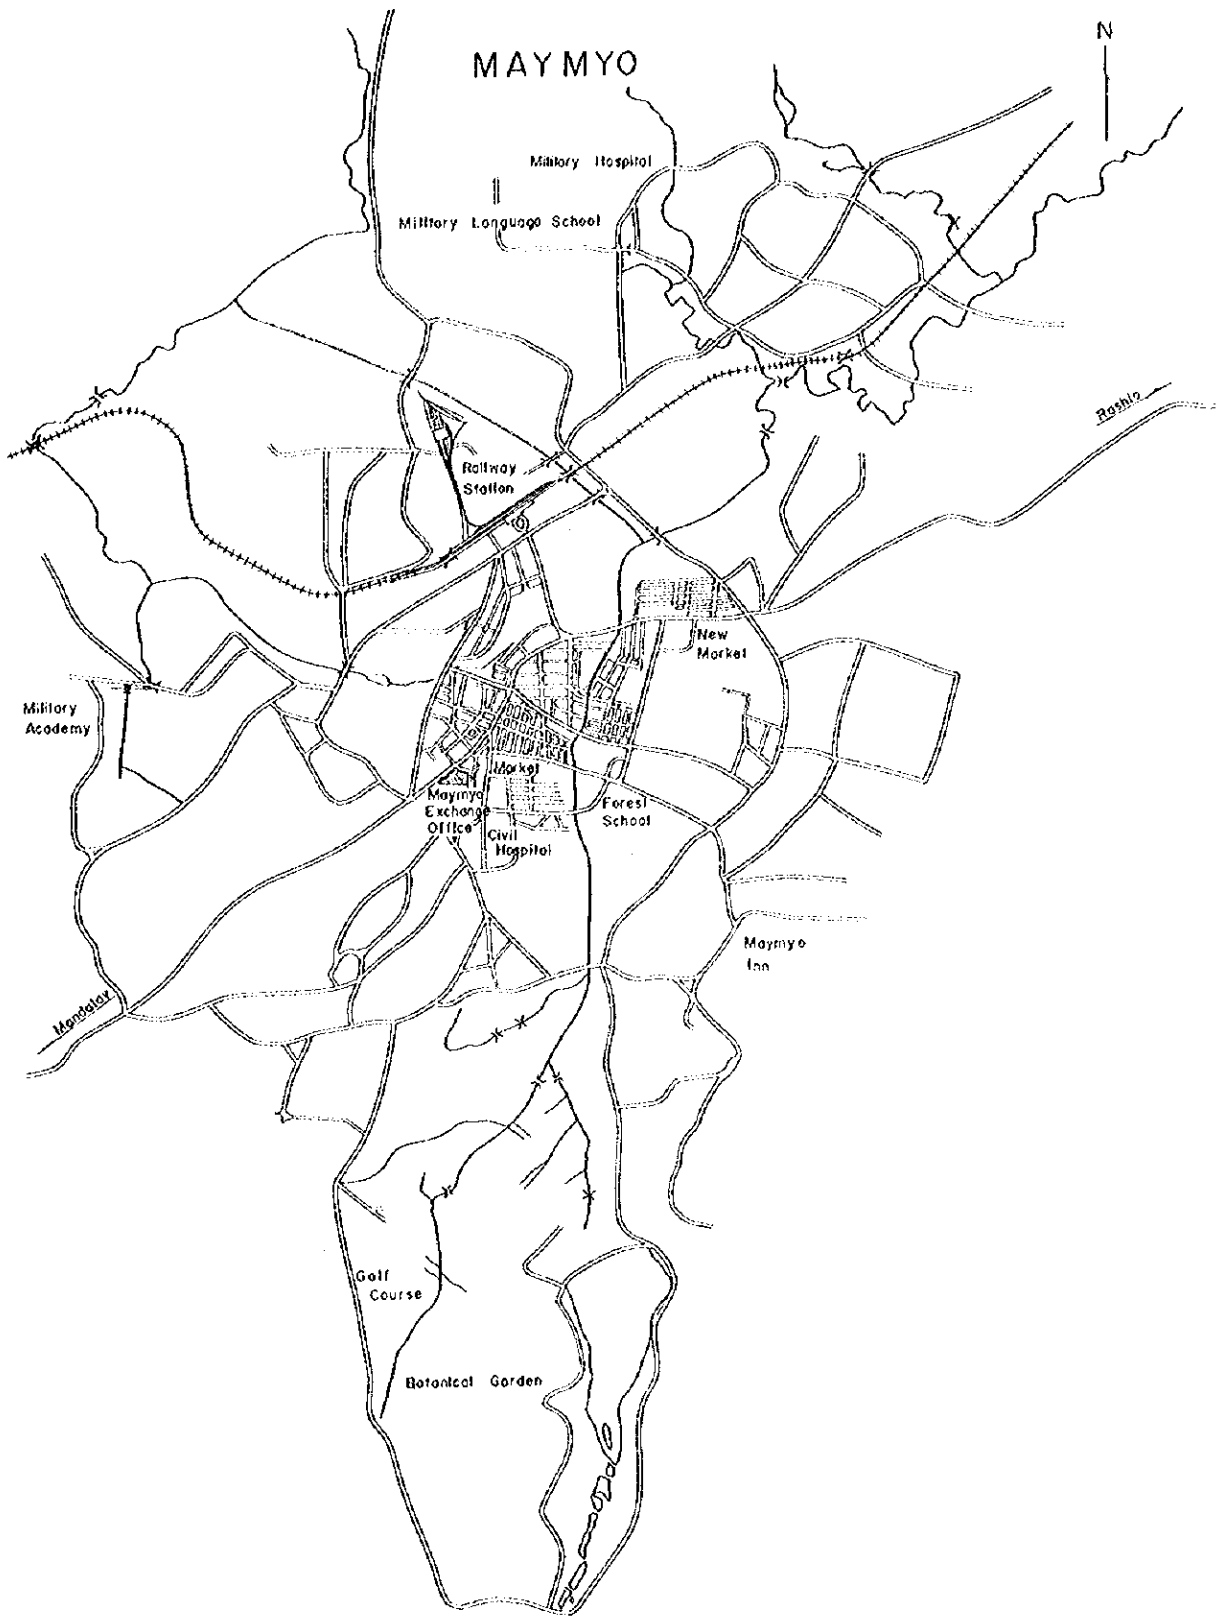 MAYMYO
N
Military Hospital
Military Language School
Rashio
Railway
Station
New
Market
Military
Academy
Market
Maymyo
Exchange
Office
Forest
School
Civil
Hospital
Maymyo
Inn
Mandalay
Golf
Course
Botanical Garden